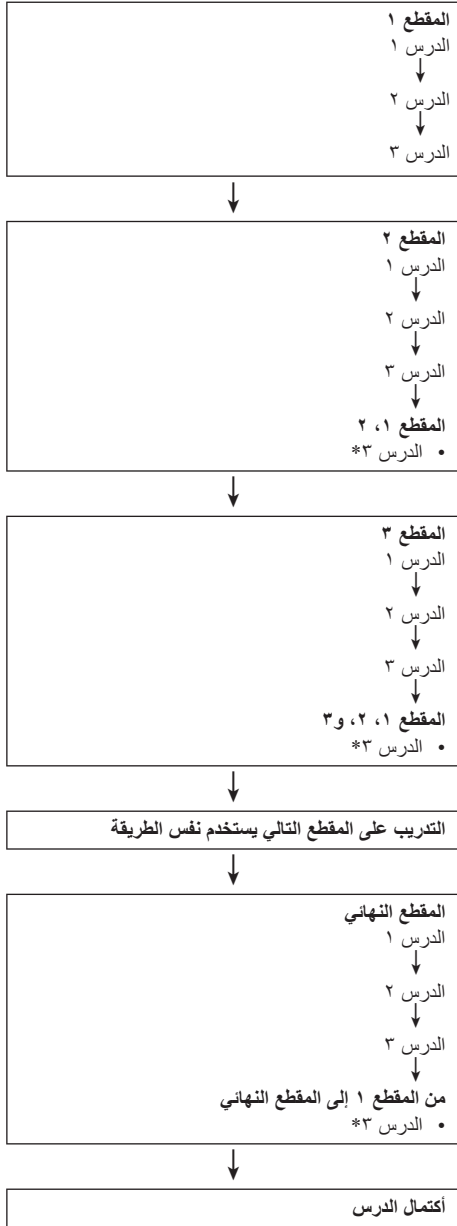 المقطع ١
الدرس ١
الدرس ٢
الدرس ٣
المقطع ٢
الدرس ١
الدرس ٢
الدرس ٣
المقطع ١، ٢
• الدرس ٣*
المقطع ٣
الدرس ١
الدرس ٢
الدرس ٣
المقطع ١، ٢، و٣
• الدرس ٣*
التدريب على المقطع التالي يستخدم نفس الطريقة
المقطع النهائي
الدرس ١
الدرس ٢
الدرس ٣
من المقطع ١ إلى المقطع النهائي
• الدرس ٣*
أكتمال الدرس